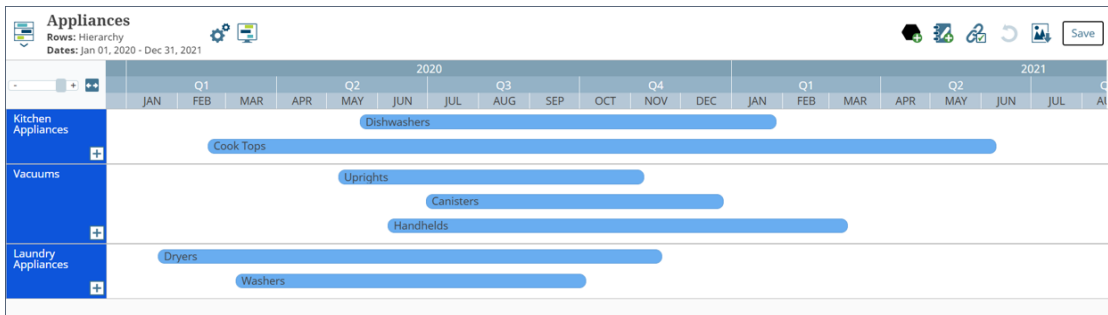 Appliances
Rows: Hierarchy
Dates: Jan 01, 2020 - Dec 31, 2021
Save
2020 2021
- +
Q1 Q2 Q3 Q4 Q1 Q2
JAN FEB MAR APR MAY JUN JUL AUG SEP OCT NOV DEC JAN FEB MAR APR MAY JUN JUL
Kitchen
Appliances
+
Dishwashers
Cook Tops
Vacuums
+
Uprights
Canisters
Handhelds
Laundry
Appliances
+
Dryers
Washers